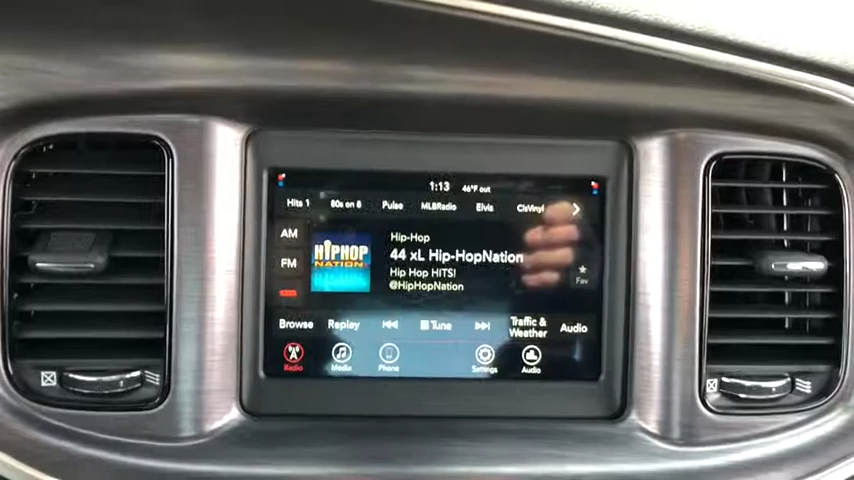 1:13 46°F out
Hits 1 80s on 8 Pulse MLBRadio Elvis ClsVinyl
AM
FM
HIPHOP
NATION
Hip-Hop
44 xL Hip-HopNation
Hip Hop HITS!
@HipHopNation
Fav
Browse Replay Tune Traffic & Weather Audio
Radio Media Phone Settings Audio